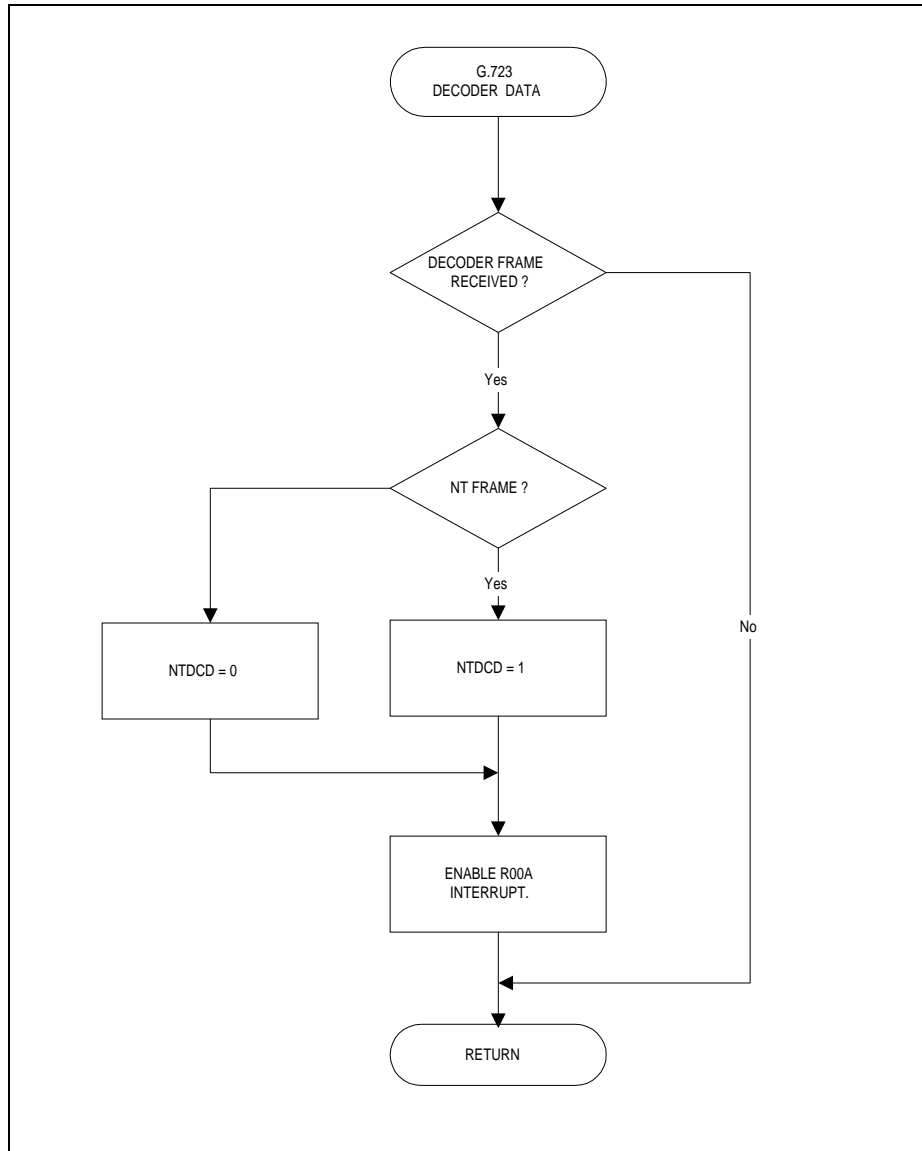 G.723
DECODER DATA
DECODER FRAME
RECEIVED ?
Yes
NT FRAME ?
Yes
No
NTDCD = 0
NTDCD = 1
ENABLE R00A
INTERRUPT.
RETURN